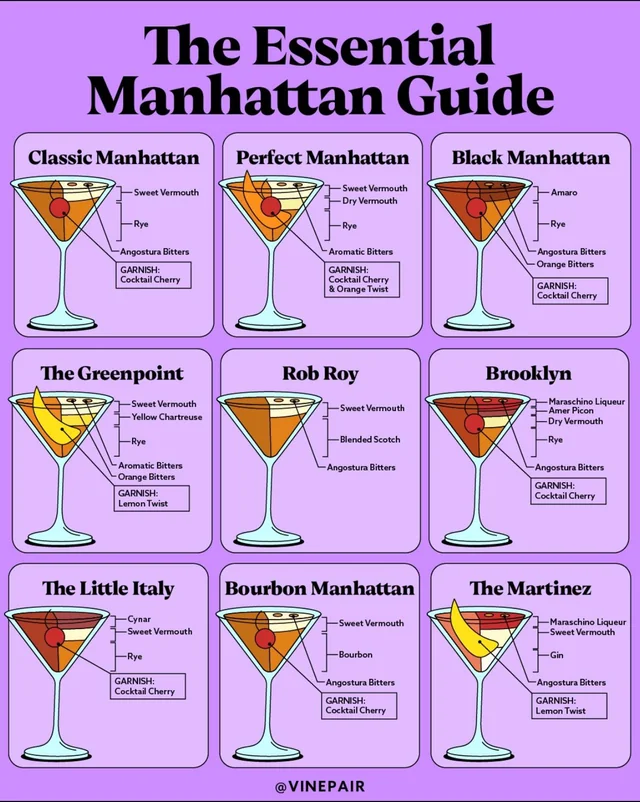 The Essential
Manhattan Guide
Classic Manhattan
Sweet Vermouth
Rye
Angostura Bitters
GARNISH:
Cocktail Cherry
Perfect Manhattan
Sweet Vermouth
Dry Vermouth
Rye
Aromatic Bitters
GARNISH:
Cocktail Cherry
& Orange Twist
Black Manhattan
Amaro
Rye
Angostura Bitters
Orange Bitters
GARNISH:
Cocktail Cherry
The Greenpoint
Sweet Vermouth
Yellow Chartreuse
Rye
Aromatic Bitters
Orange Bitters
GARNISH:
Lemon Twist
Rob Roy
Sweet Vermouth
Blended Scotch
Angostura Bitters
Brooklyn
Maraschino Liqueur
Amer Picon
Dry Vermouth
Rye
Angostura Bitters
GARNISH:
Cocktail Cherry
The Little Italy
Cynar
Sweet Vermouth
Rye
GARNISH:
Cocktail Cherry
Bourbon Manhattan
Sweet Vermouth
Bourbon
Angostura Bitters
GARNISH:
Cocktail Cherry
The Martinez
Maraschino Liqueur
Sweet Vermouth
Gin
Angostura Bitters
GARNISH:
Lemon Twist
@VINEPAIR